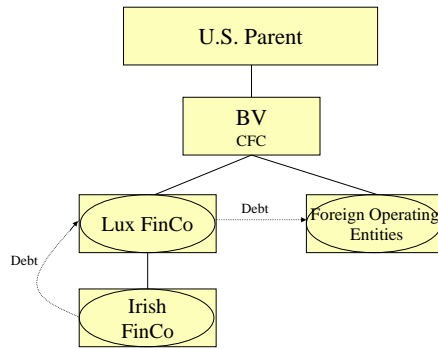 U.S. Parent
BV
CFC
Lux FinCo
Debt
Foreign Operating
Entities
Debt
Irish
FinCo